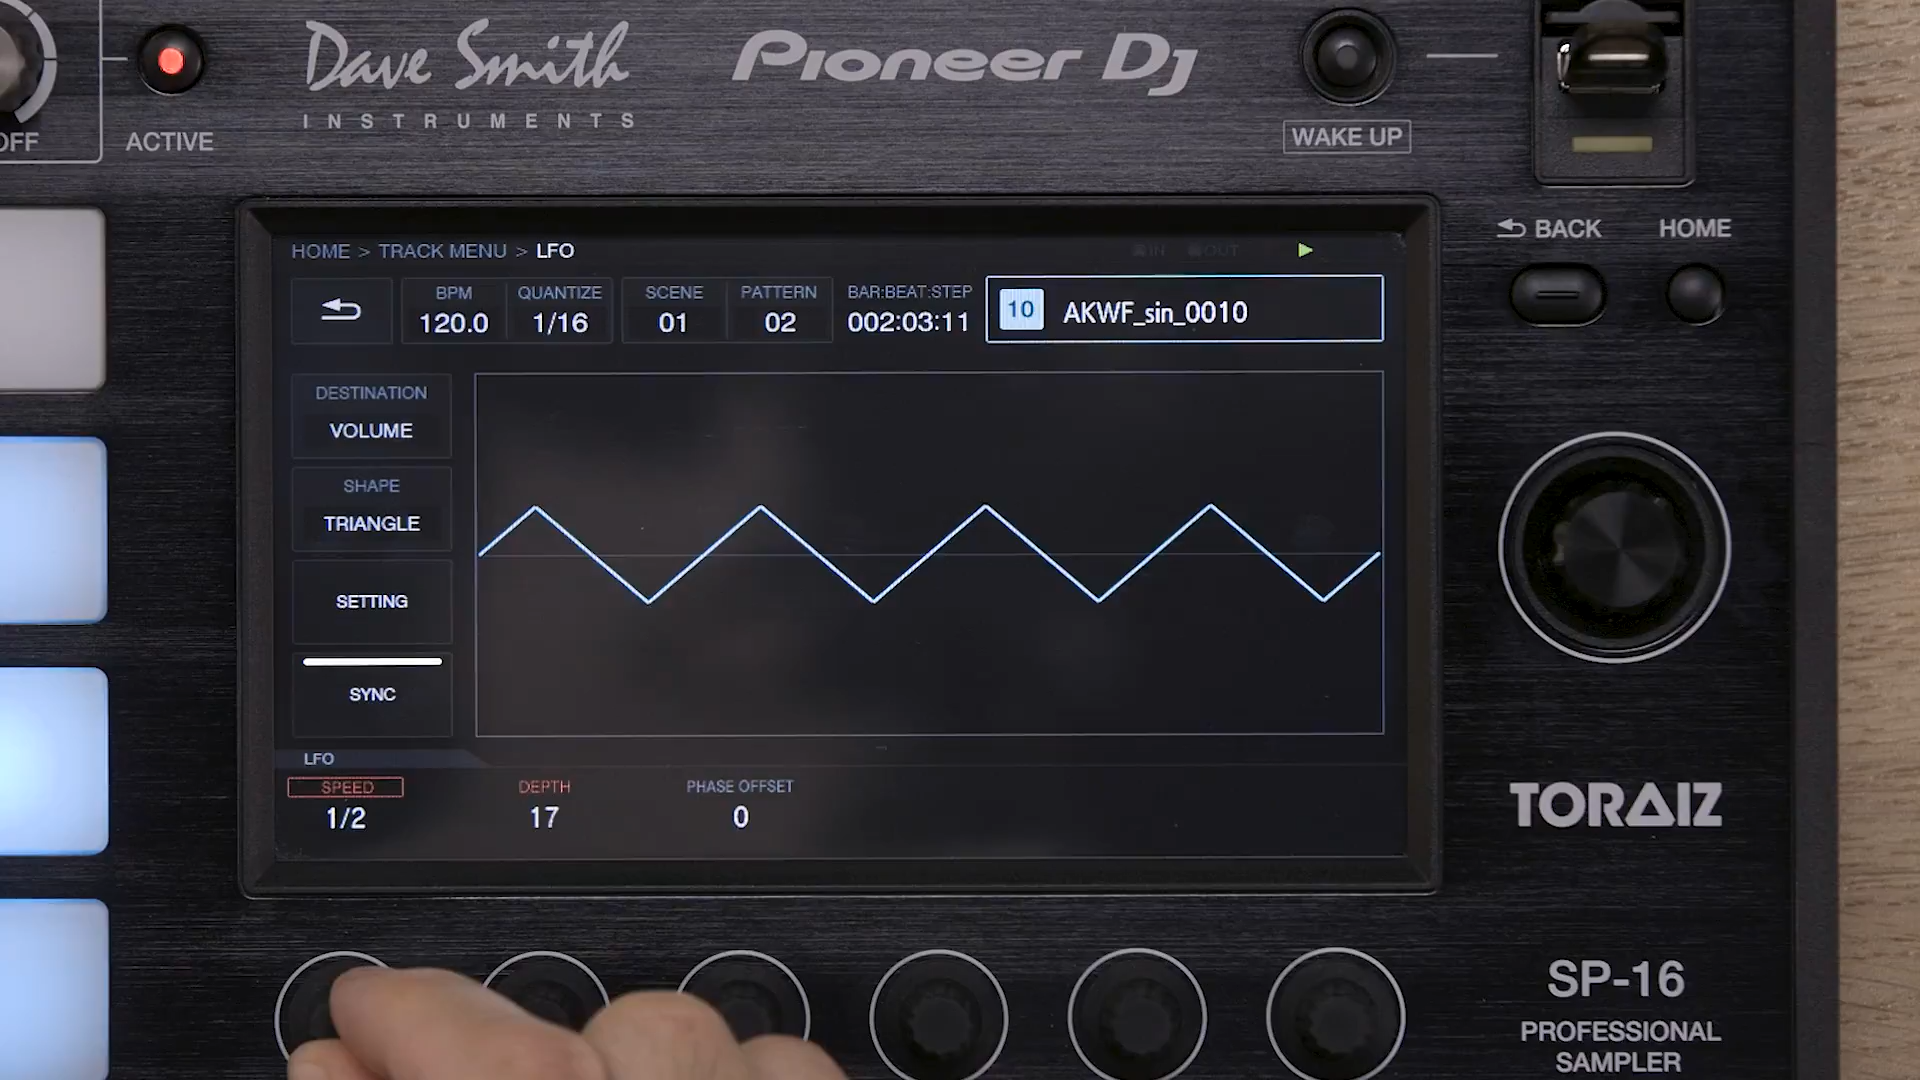 Dave Smith
INSTRUMENTS
Pioneer Dj
OFF
ACTIVE
WAKE UP
BACK
HOME
HOME > TRACK MENU > LFO
IN
OUT
BPM
120.0
QUANTIZE
1/16
SCENE
01
PATTERN
02
BAR:BEAT:STEP
002:03:11
10 AKWF_sin_0010
DESTINATION
VOLUME
SHAPE
TRIANGLE
SETTING
SYNC
LFO
SPEED
1/2
DEPTH
17
PHASE OFFSET
0
TORAIZ
SP-16
PROFESSIONAL
SAMPLER